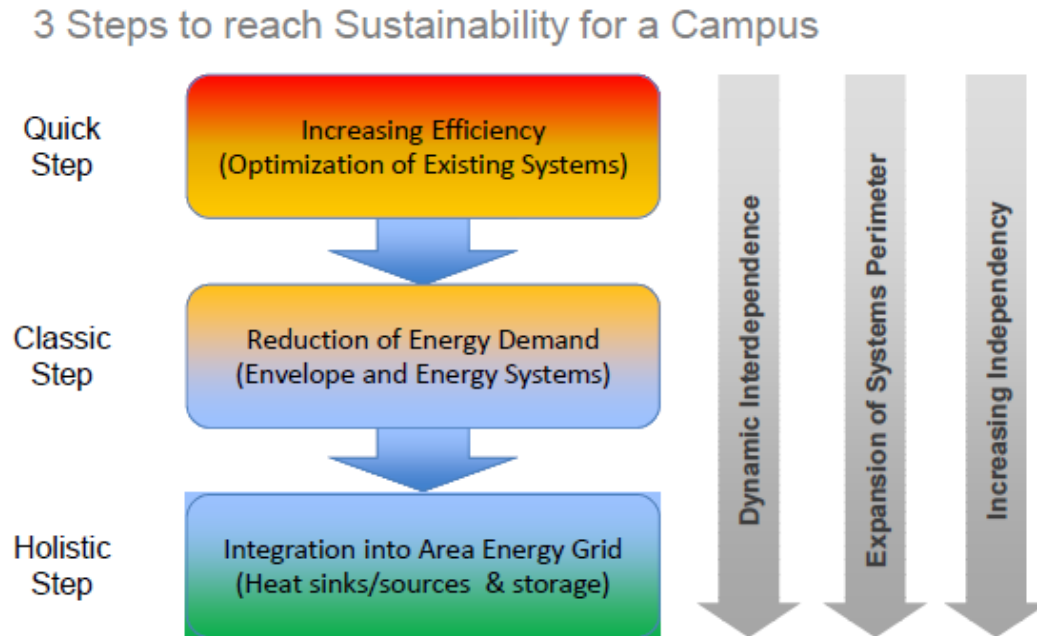 3 Steps to reach Sustainability for a Campus
Quick
Step
Increasing Efficiency
(Optimization of Existing Systems)
Classic
Step
Reduction of Energy Demand
(Envelope and Energy Systems)
Holistic
Step
Integration into Area Energy Grid
(Heat sinks/sources & storage)
Dynamic Interdependence
Expansion of Systems Perimeter
Increasing Independency